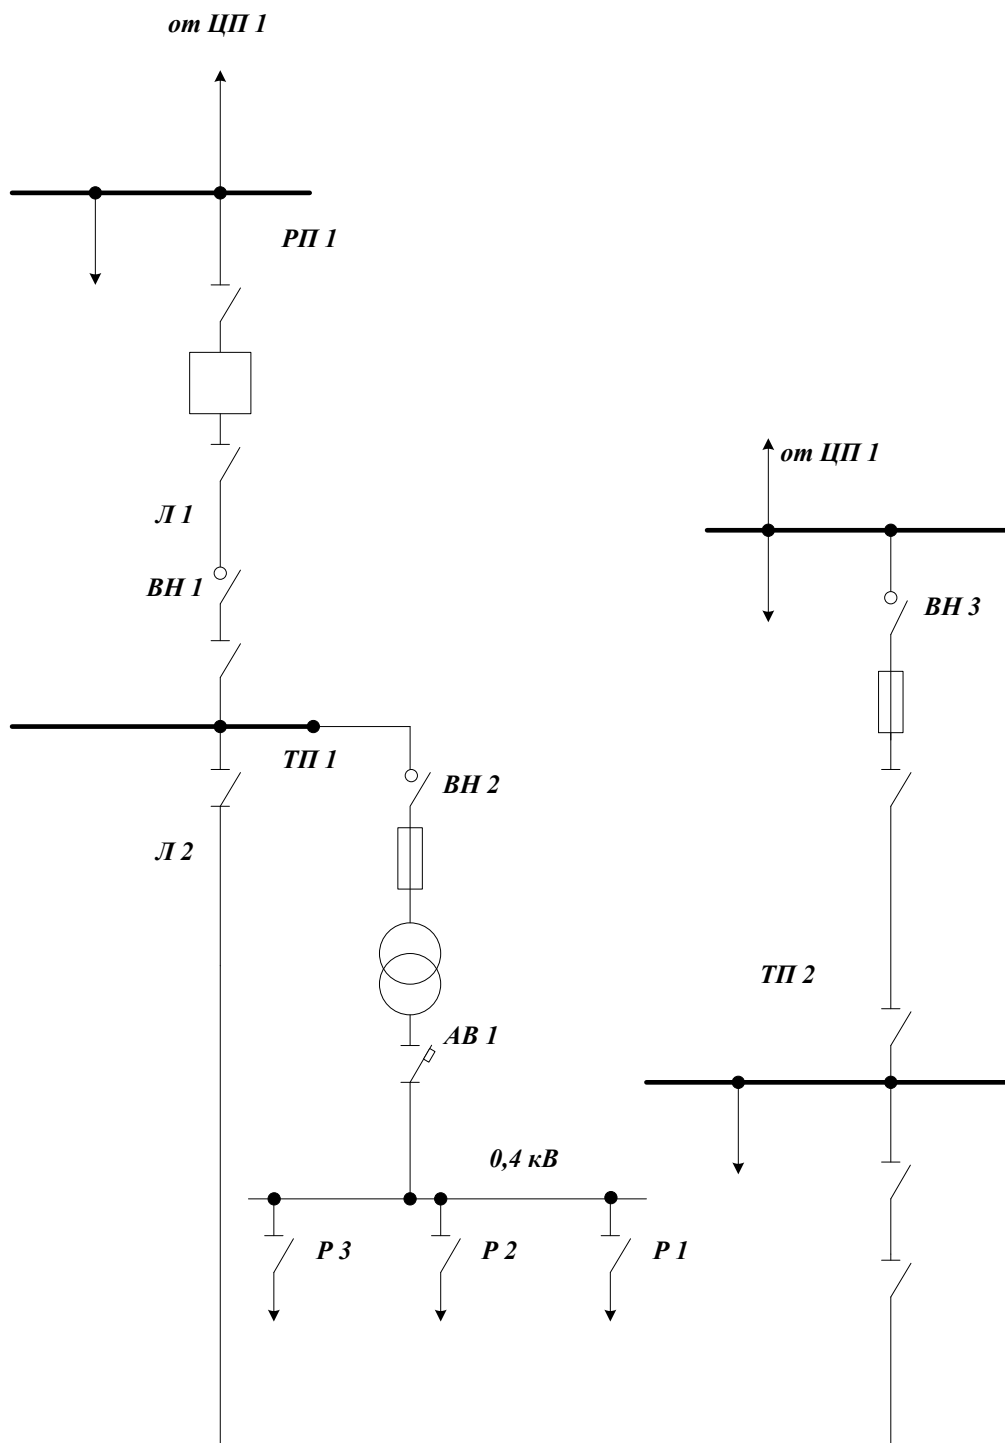 от ЦП 1
РП 1
Л 1
ВН 1
ТП 1
ВН 2
Л 2
АВ 1
0,4 кВ
Р 3
Р 2
Р 1
от ЦП 1
ВН 3
ТП 2